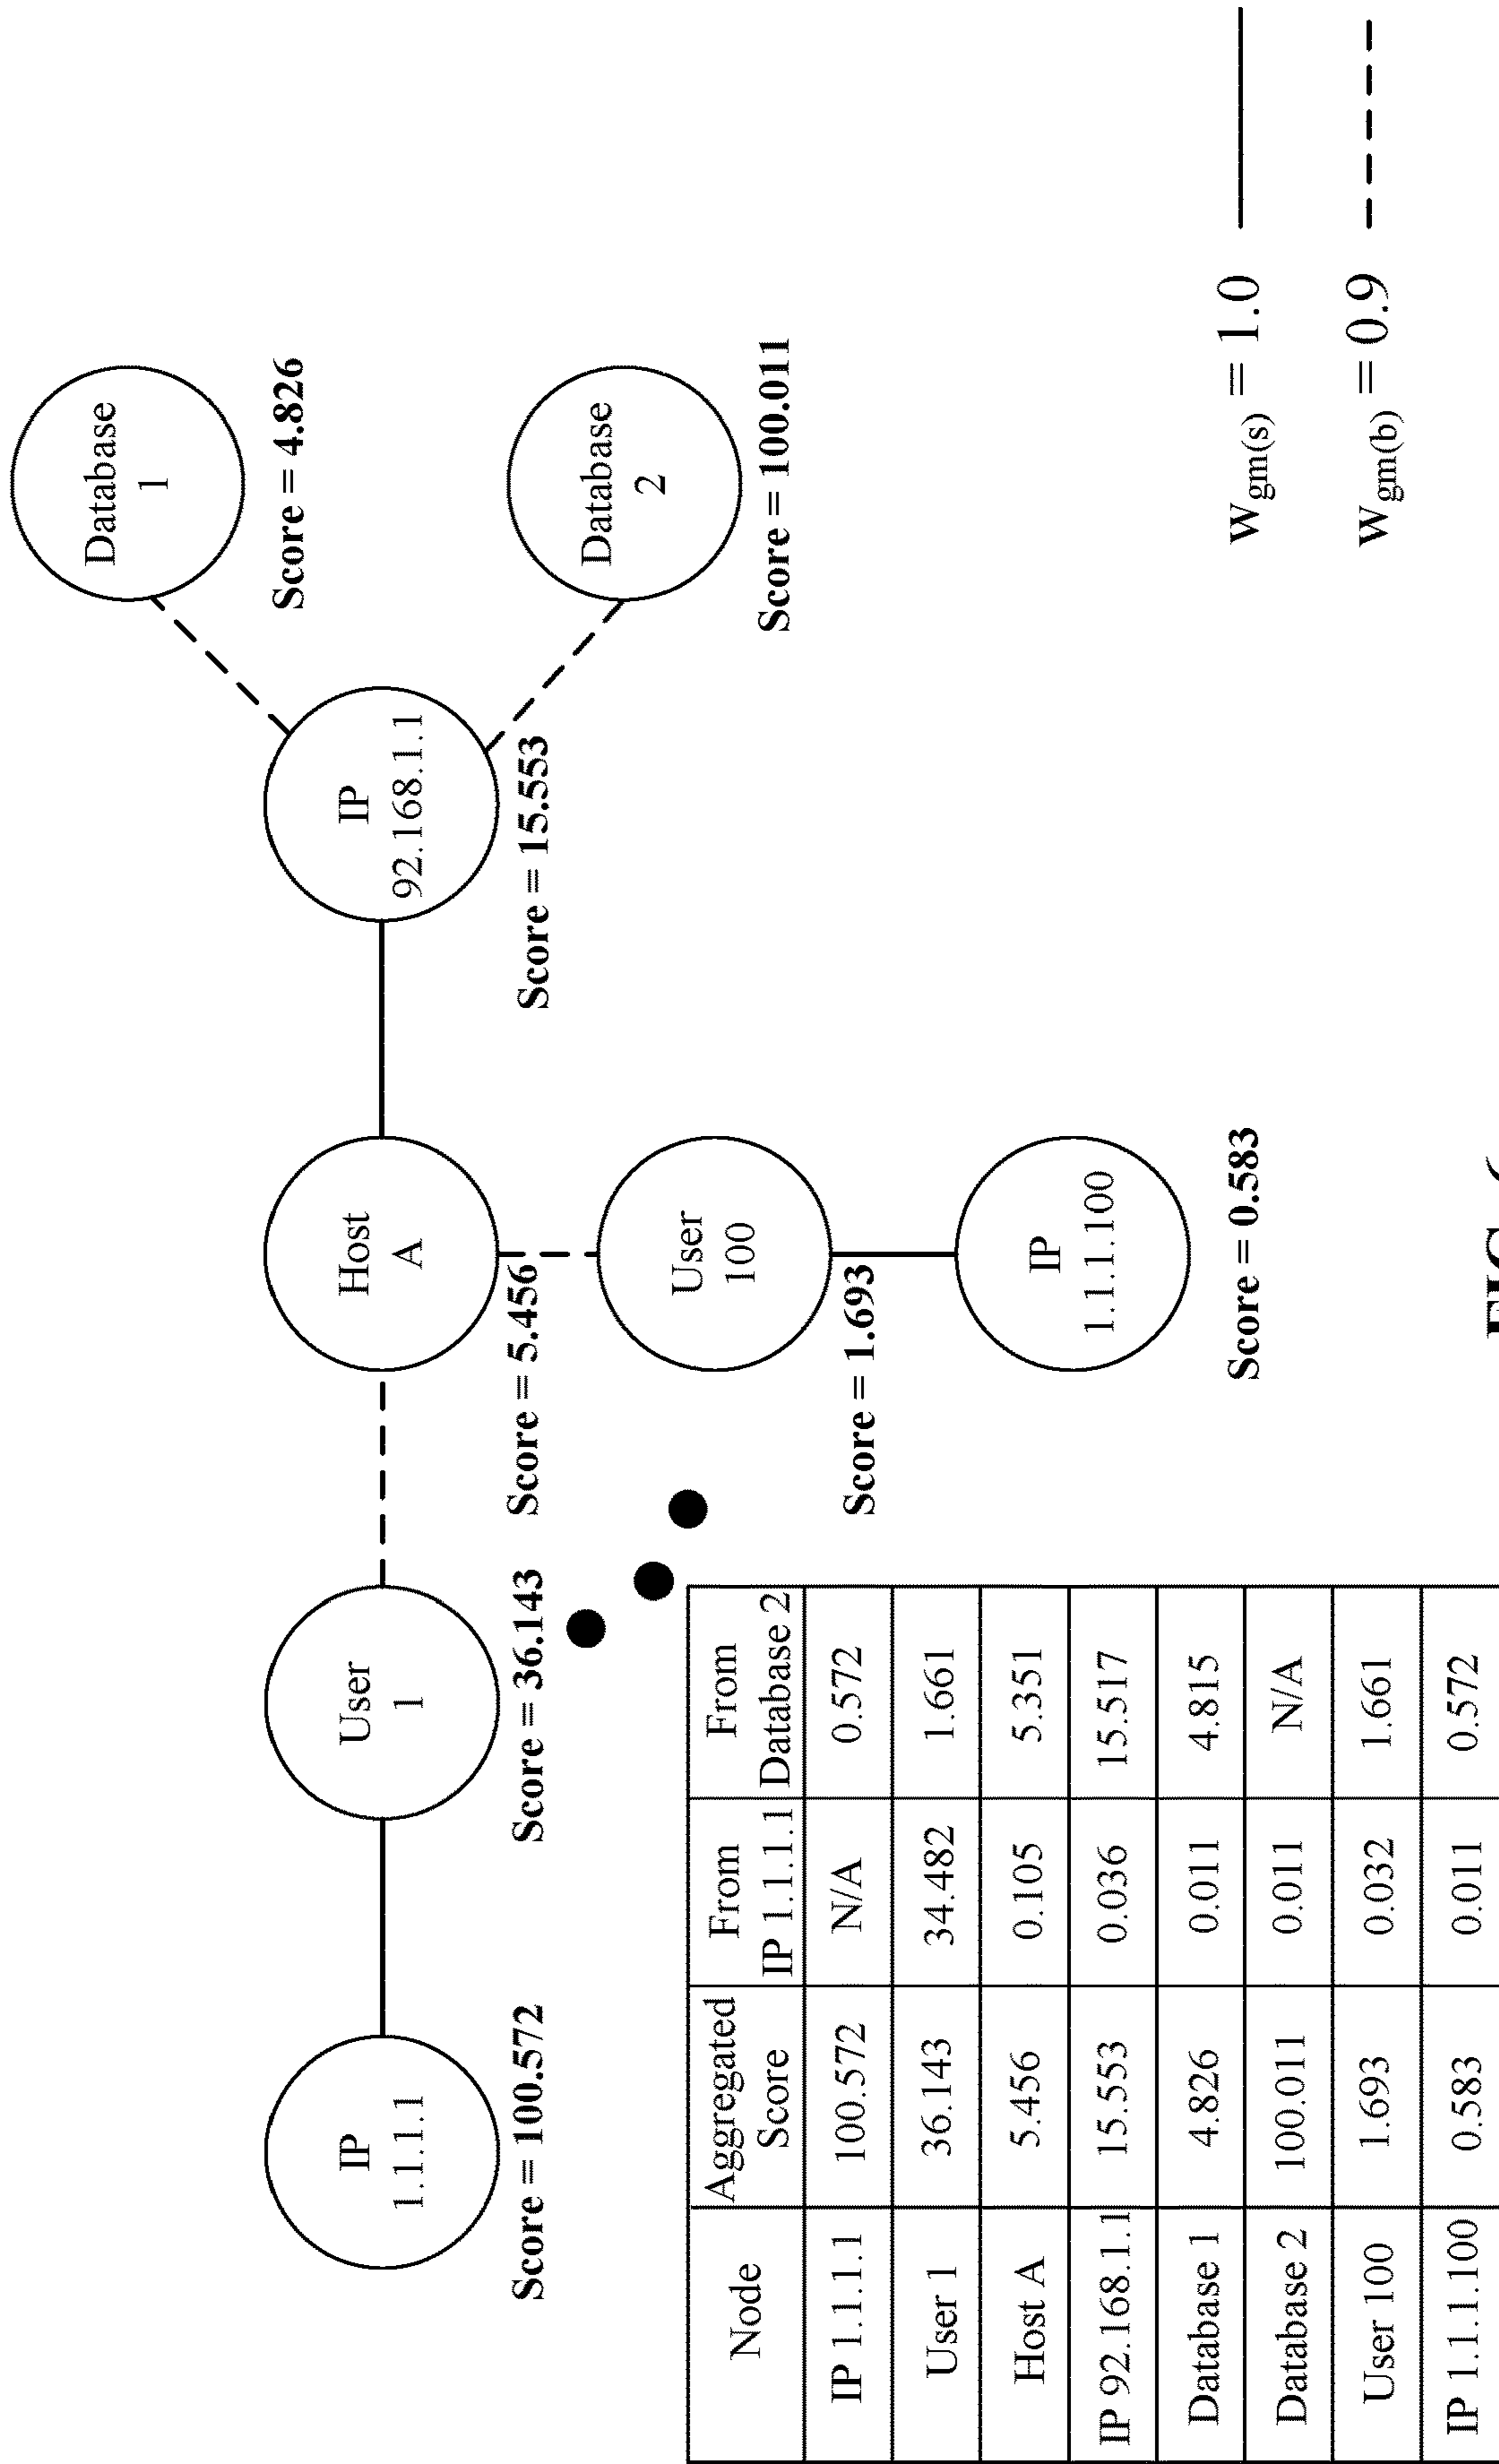 IP
1.1.1.1
Score = 100.572
User
1
Score = 36.143
Host
A
Score = 5.456
IP
92.168.1.1
Score = 15.553
Database
1
Score = 4.826
Database
2
Score = 100.011
User
100
Score = 1.693
IP
1.1.1.100
Score = 0.583
Node Aggregated Score From IP 1.1.1.1 From Database 2
IP 1.1.1.1 100.572 N/A 0.572
User 1 36.143 34.482 1.661
Host A 5.456 0.105 5.351
IP 92.168.1.1 15.553 0.036 15.517
Database 1 4.826 0.011 4.815
Database 2 100.011 0.011 N/A
User 100 1.693 0.032 1.661
IP 1.1.1.100 0.583 0.011 0.572
Wgm(s) = 1.0
Wgm(b) = 0.9